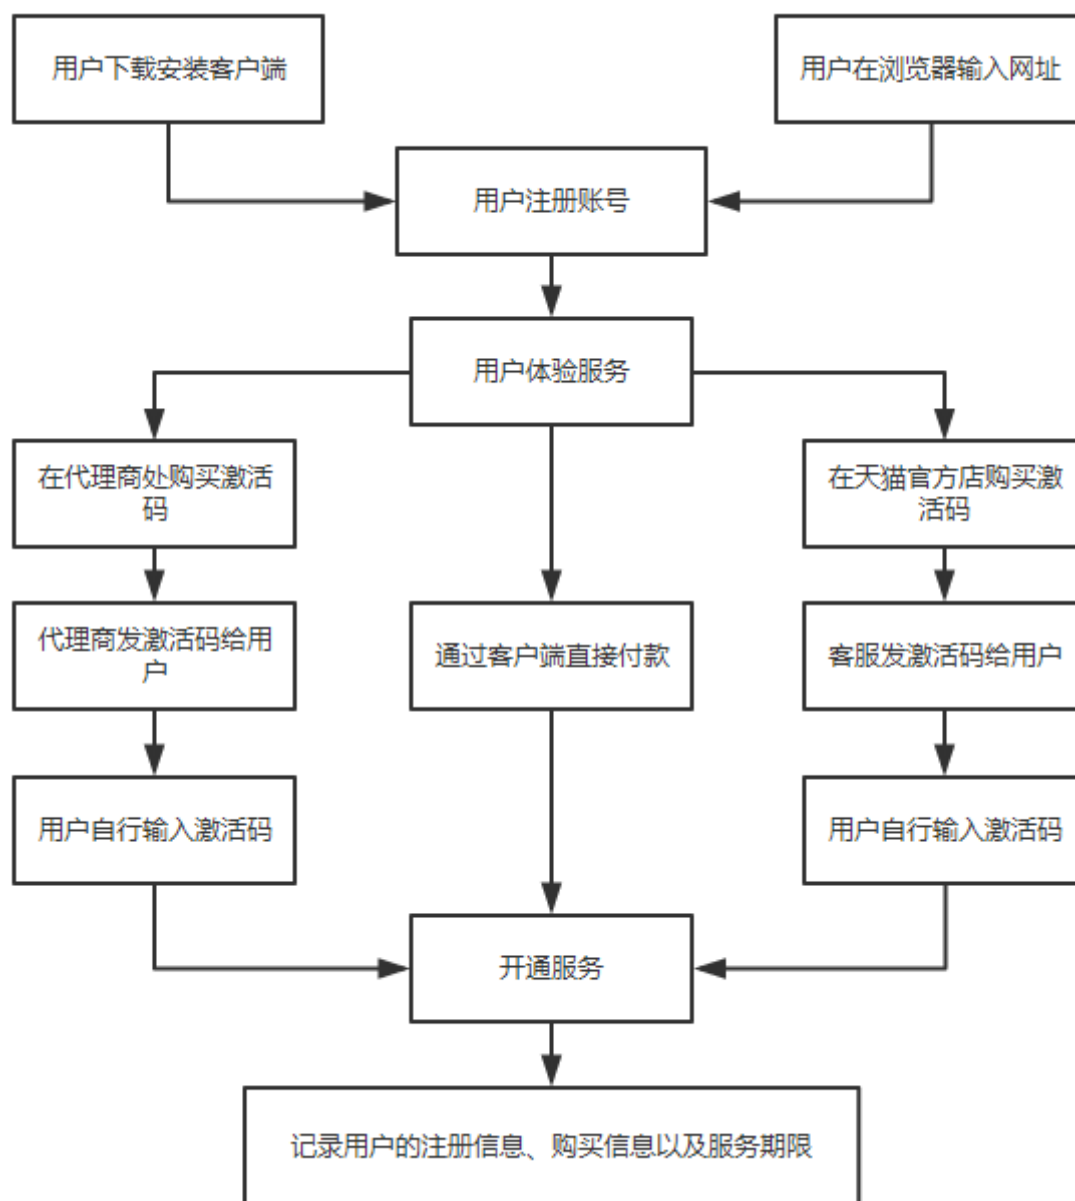 用户下载安装客户端
用户在浏览器输入网址
用户注册账号
用户体验服务
在代理商处购买激活
码
在天猫官方店购买激
活码
代理商发激活码给用
户
通过客户端直接付款
客服发激活码给用户
用户自行输入激活码
用户自行输入激活码
开通服务
记录用户的注册信息、购买信息以及服务期限